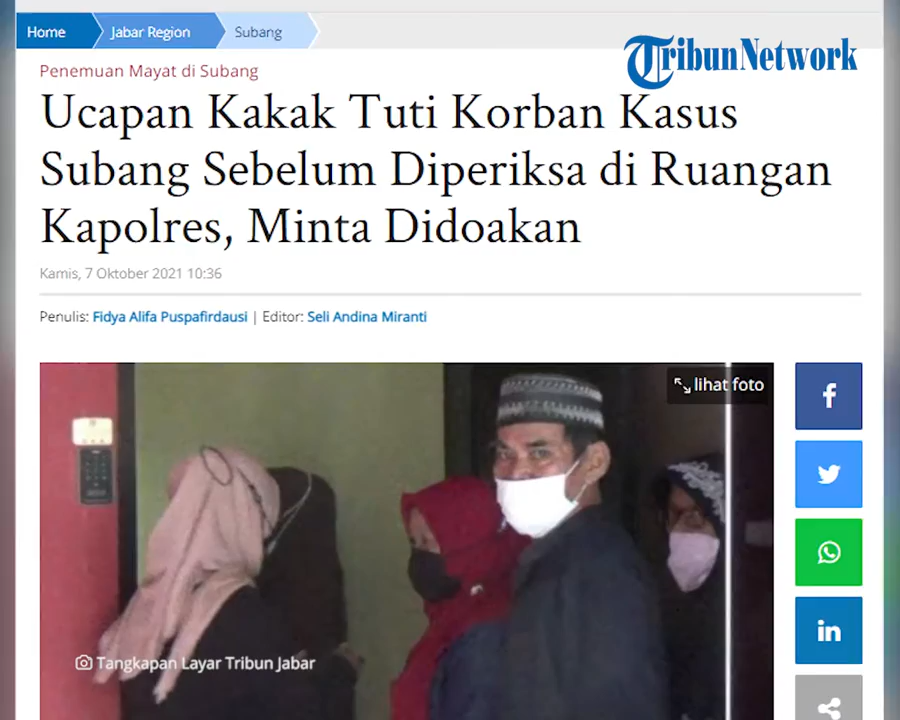 Home Jabar Region Subang
TribunNetwork
Penemuan Mayat di Subang
Ucapan Kakak Tuti Korban Kasus
Subang Sebelum Diperiksa di Ruangan
Kapolres, Minta Didoakan
Kamis, 7 Oktober 2021 10:36
Penulis: Fidya Alifa Puspafirdausi | Editor: Seli Andina Miranti
lihat foto
Tangkapan Layar Tribun Jabar